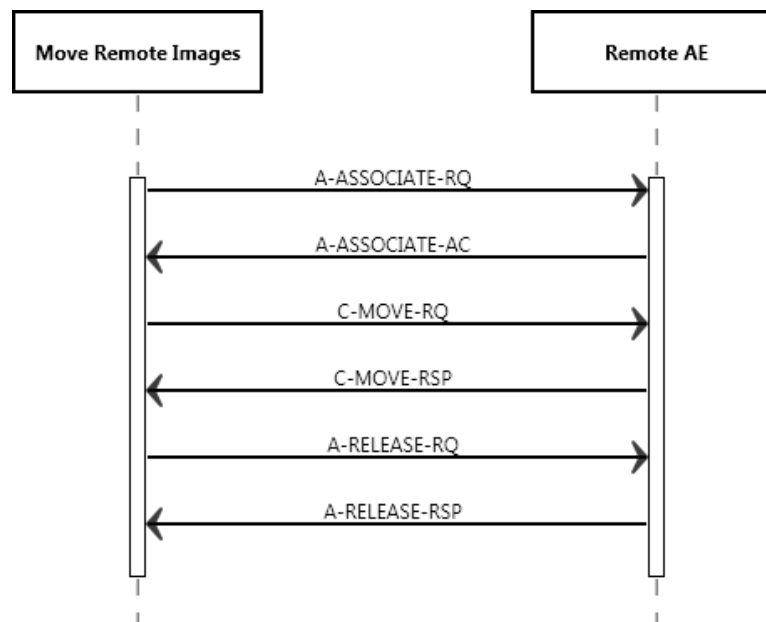 Move Remote Images
Remote AE
A-ASSOCIATE-RQ
A-ASSOCIATE-AC
C-MOVE-RQ
C-MOVE-RSP
A-RELEASE-RQ
A-RELEASE-RSP